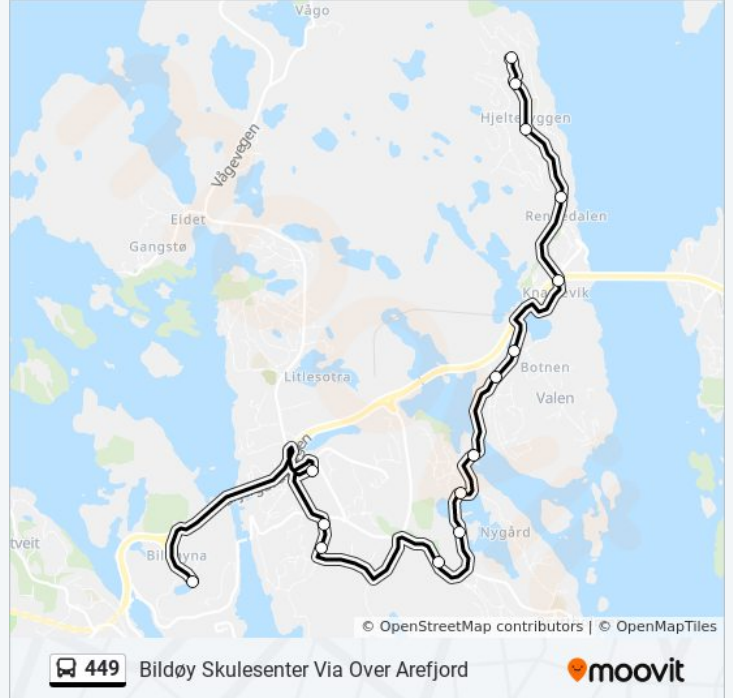 Vågo
Vågevegen
Eidet
Gangstø
Litlesotra
Knarrevik
Botnen
Valen
Nygård
© OpenStreetMap contributors | © OpenMapTiles
449
Bildøy Skulesenter Via Over Arefjord
moovit